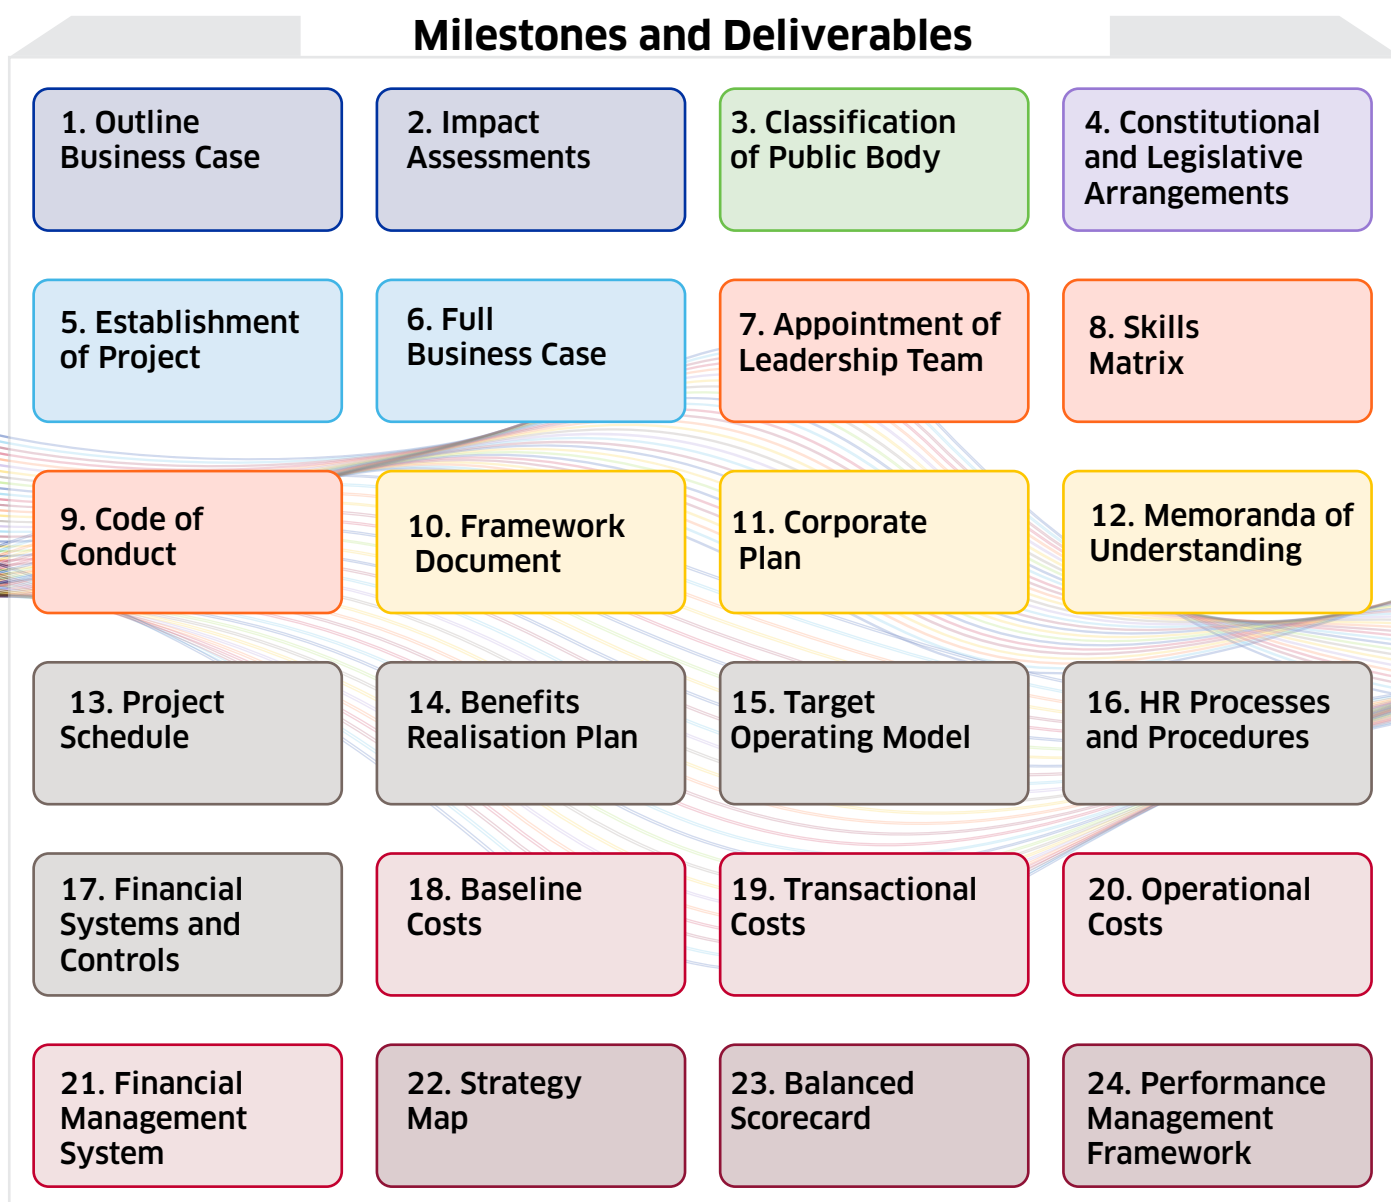 Milestones and Deliverables
1. Outline
Business Case
2. Impact
Assessments
3. Classification
of Public Body
4. Constitutional
and Legislative
Arrangements
5. Establishment
of Project
6. Full
Business Case
7. Appointment of
Leadership Team
8. Skills
Matrix
9. Code of
Conduct
10. Framework
Document
11. Corporate
Plan
12. Memoranda of
Understanding
13. Project
Schedule
14. Benefits
Realisation Plan
15. Target
Operating Model
16. HR Processes
and Procedures
17. Financial
Systems and
Controls
18. Baseline
Costs
19. Transactional
Costs
20. Operational
Costs
21. Financial
Management
System
22. Strategy
Map
23. Balanced
Scorecard
24. Performance
Management
Framework